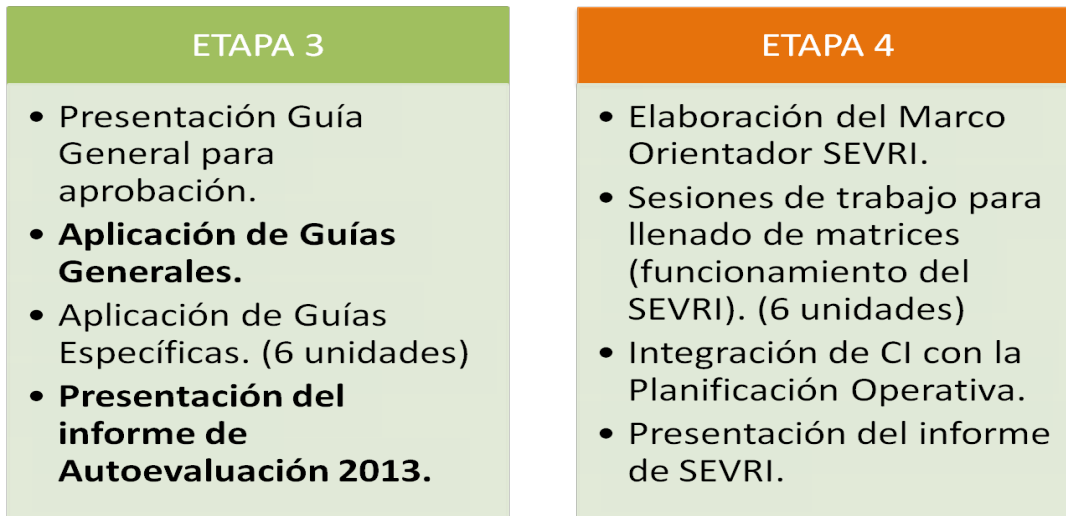 ETAPA 3
• Presentación Guía
General para
aprobación.
• Aplicación de Guías
Generales.
• Aplicación de Guías
Específicas. (6 unidades)
• Presentación del
informe de
Autoevaluación 2013.
ETAPA 4
• Elaboración del Marco
Orientador SEVRI.
• Sesiones de trabajo para
llenado de matrices
(funcionamiento del
SEVRI). (6 unidades)
• Integración de CI con la
Planificación Operativa.
• Presentación del informe
de SEVRI.